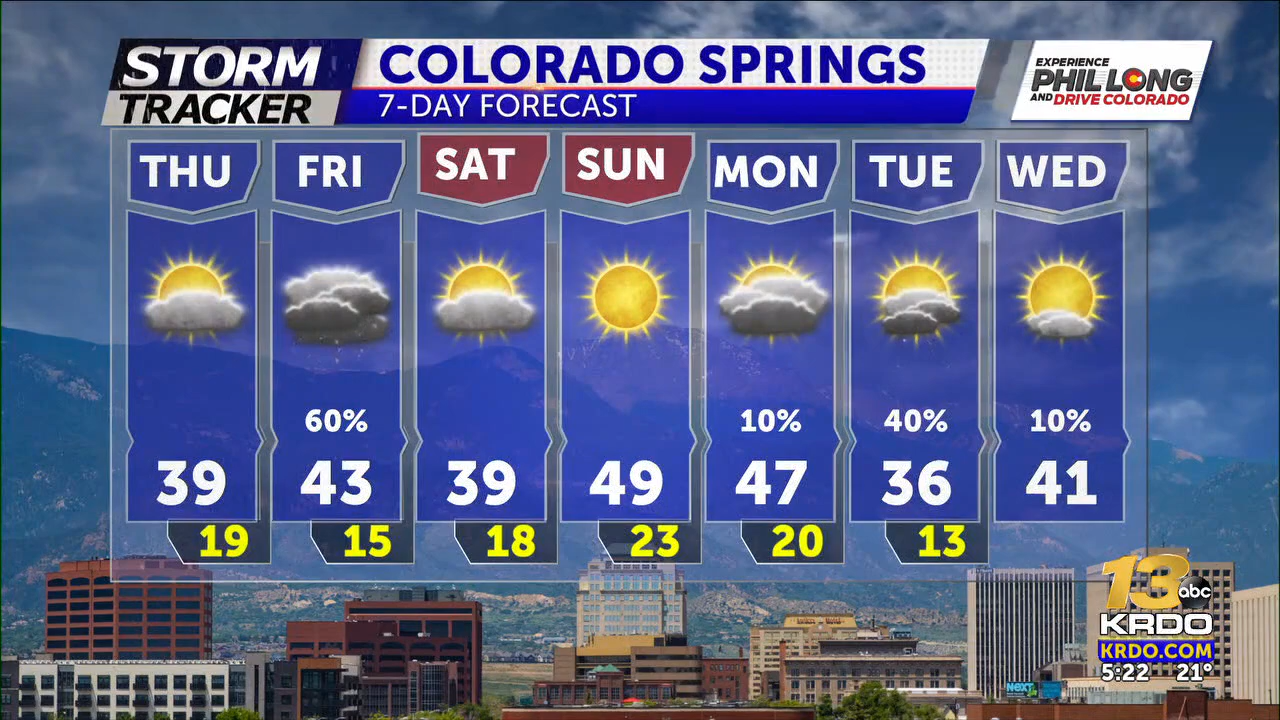 STORM TRACKER
COLORADO SPRINGS
7-DAY FORECAST
EXPERIENCE
PHIL LONG
AND DRIVE COLORADO
THU FRI SAT SUN MON TUE WED
60% 10% 40% 10%
39 43 39 49 47 36 41
19 15 18 23 20 13
13 abc
KRDO
KRDO.COM
NEXT
5:22 21°